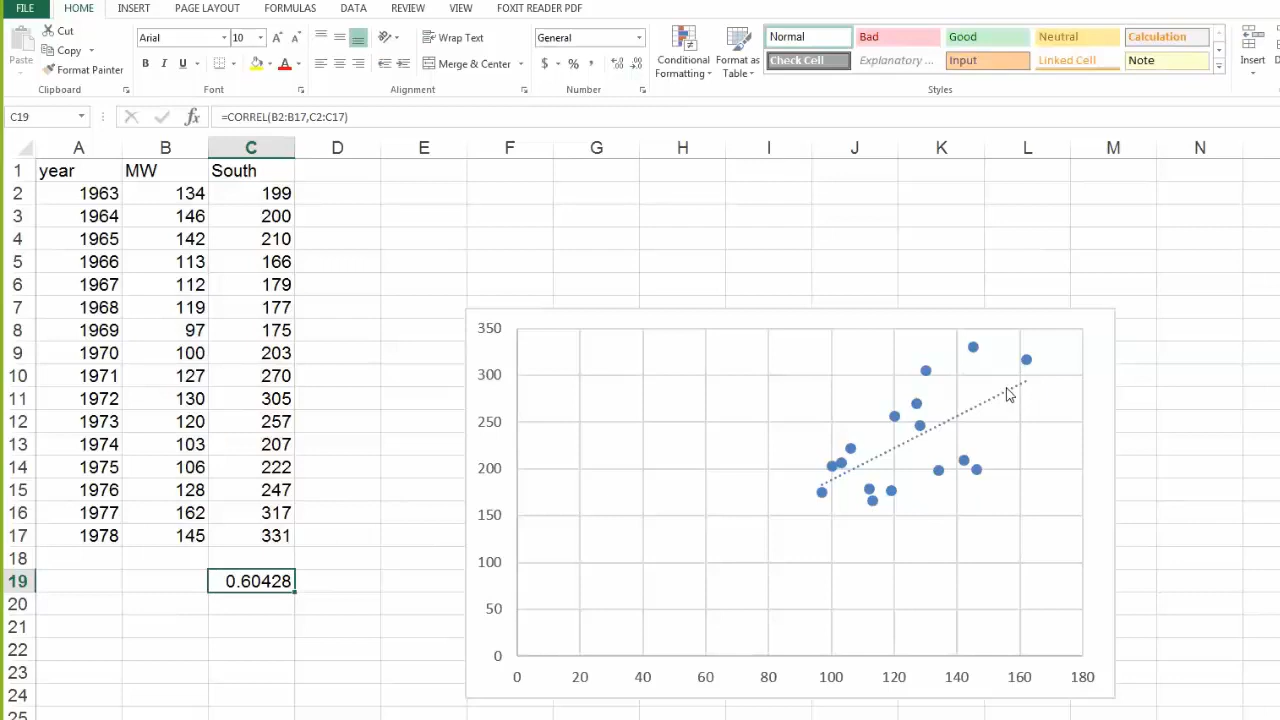 FILE HOME INSERT PAGE LAYOUT FORMULAS DATA REVIEW VIEW FOXIT READER PDF
Paste
Cut
Copy
Format Painter
Clipboard
Arial 10 A A
B I U A
Font
Wrap Text
Merge & Center
Alignment
General
$ % ,
Number
Conditional
Formatting
Format as
Table
Normal Bad Good Neutral Calculation
Check Cell Explanatory ... Input Linked Cell Note
Styles
Insert
C19 fx =CORREL(B2:B17,C2:C17)
A B C D E F G H I J K L M N
1 year MW South
2 1963 134 199
3 1964 146 200
4 1965 142 210
5 1966 113 166
6 1967 112 179
7 1968 119 177
8 1969 97 175
9 1970 100 203
10 1971 127 270
11 1972 130 305
12 1973 120 257
13 1974 103 207
14 1975 106 222
15 1976 128 247
16 1977 162 317
17 1978 145 331
18
19 0.60428
20
21
22
23
24
25
350
300
250
200
150
100
50
0
0 20 40 60 80 100 120 140 160 180